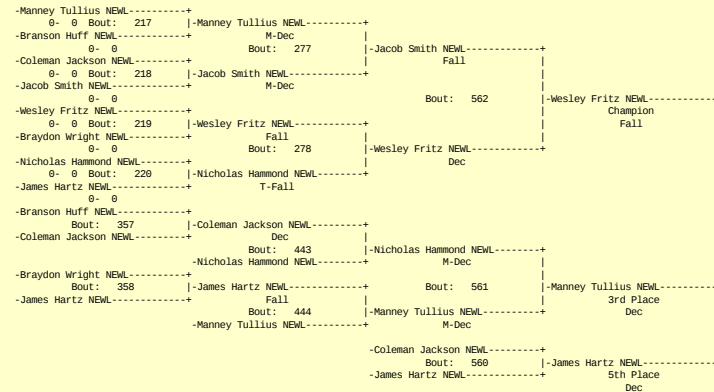 -Manney Tullius NEWL---------+
0- 0 Bout: 217 |-Manney Tullius NEWL----------+
-Branson Huff NEWL-----------+ M-Dec |
0- 0 Bout: 277 |-Jacob Smith NEWL------------+
-Coleman Jackson NEWL--------+ | Fall |
0- 0 Bout: 218 |-Jacob Smith NEWL-------------+ |
-Jacob Smith NEWL------------+ M-Dec |
0- 0 Bout: 562 |-Wesley Fritz NEWL-----------
-Wesley Fritz NEWL-----------+ | Champion
0- 0 Bout: 219 |-Wesley Fritz NEWL------------+ | Fall
-Braydon Wright NEWL---------+ Fall | |
0- 0 Bout: 278 |-Wesley Fritz NEWL-----------+
-Nicholas Hammond NEWL-------+ | Dec
0- 0 Bout: 220 |-Nicholas Hammond NEWL--------+
-James Hartz NEWL------------+ T-Fall
0- 0
-Branson Huff NEWL-----------+
Bout: 357 |-Coleman Jackson NEWL---------+
-Coleman Jackson NEWL--------+ Dec |
Bout: 443 |-Nicholas Hammond NEWL-------+
-Nicholas Hammond NEWL--------+ M-Dec |
-Braydon Wright NEWL---------+ |
Bout: 358 |-James Hartz NEWL-------------+ Bout: 561 |-Manney Tullius NEWL---------
-James Hartz NEWL------------+ Fall | | 3rd Place
Bout: 444 |-Manney Tullius NEWL---------+ Dec
-Manney Tullius NEWL----------+ M-Dec
-Coleman Jackson NEWL--------+
Bout: 560 |-James Hartz NEWL------------
-James Hartz NEWL------------+ 5th Place
Dec